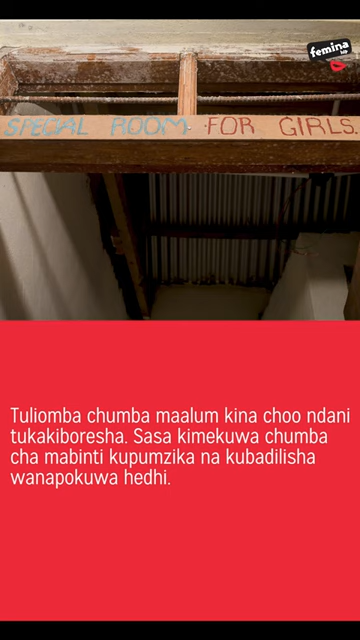 femina
hip
SPECIAL ROOM FOR GIRLS.
Tuliomba chumba maalum kina choo ndani
tukakiboresha. Sasa kimekuwa chumba
cha mabinti kupumzika na kubadilisha
wanapokuwa hedhi.